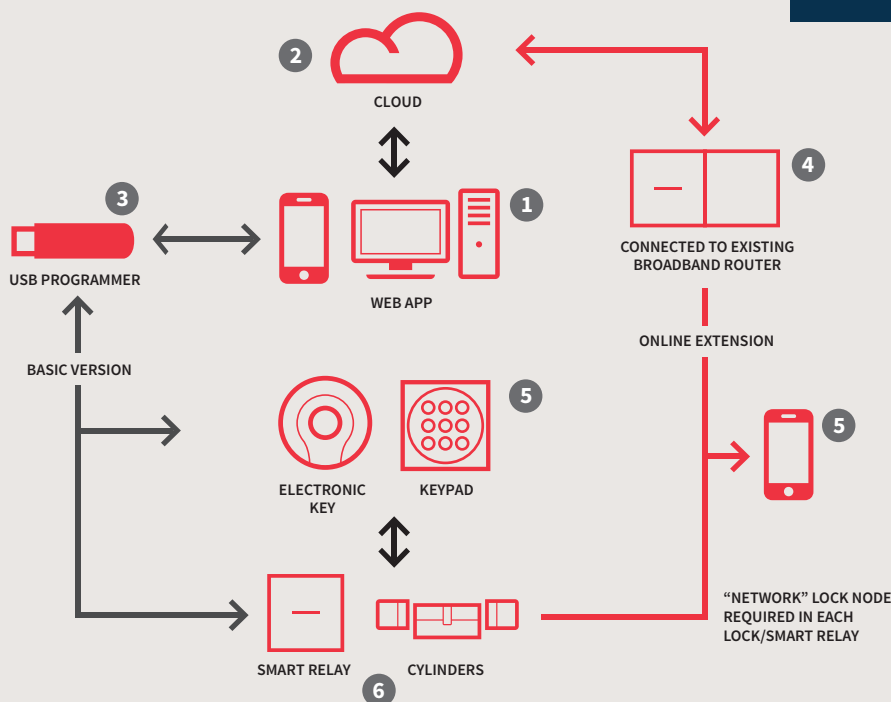 2
CLOUD
4
3
1
CONNECTED TO EXISTING
BROADBAND ROUTER
USB PROGRAMMER
WEB APP
ONLINE EXTENSION
BASIC VERSION
5
5
ELECTRONIC
KEY
KEYPAD
“NETWORK” LOCK NODE
REQUIRED IN EACH
LOCK/SMART RELAY
SMART RELAY
CYLINDERS
6